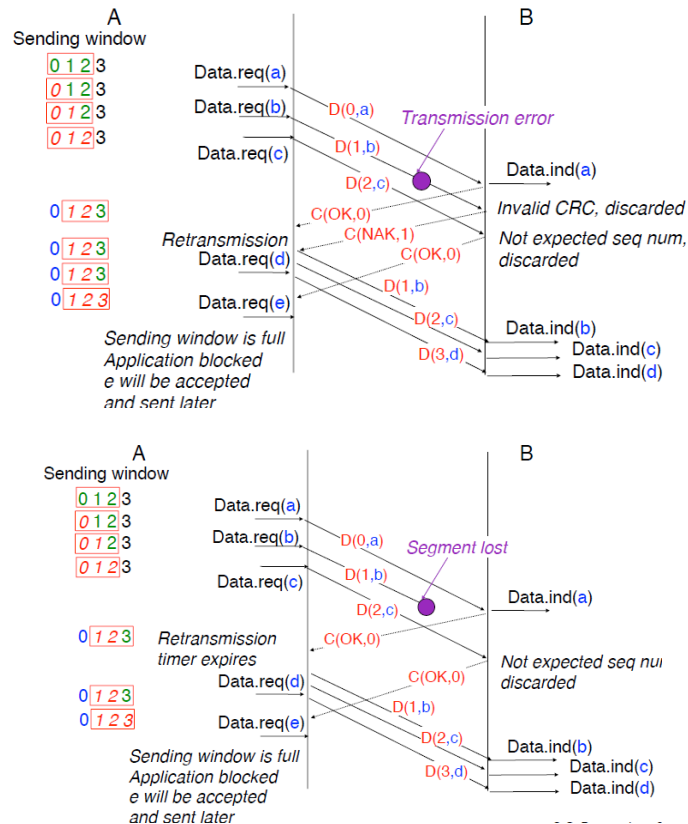 A
B
Sending window
0 1 2 3
0 1 2 3
0 1 2 3
0 1 2 3
Data.req(a)
Data.req(b)
Data.req(c)
D(0,a)
D(1,b)
D(2,c)
Transmission error
Data.ind(a)
Invalid CRC, discarded
Not expected seq num,
discarded
0 1 2 3
C(OK,0)
C(NAK,1)
C(OK,0)
Retransmission
0 1 2 3
Data.req(d)
0 1 2 3
0 1 2 3
Data.req(e)
D(1,b)
D(2,c)
D(3,d)
Data.ind(b)
Data.ind(c)
Data.ind(d)
Sending window is full
Application blocked
e will be accepted
and sent later
A
B
Sending window
0 1 2 3
0 1 2 3
0 1 2 3
0 1 2 3
Data.req(a)
Data.req(b)
Data.req(c)
D(0,a)
D(1,b)
D(2,c)
Segment lost
Data.ind(a)
0 1 2 3
Retransmission
timer expires
C(OK,0)
C(OK,0)
Not expected seq
discarded
0 1 2 3
0 1 2 3
Data.req(d)
Data.req(e)
D(1,b)
D(2,c)
D(3,d)
Data.ind(b)
Data.ind(c)
Data.ind(d)
Sending window is full
Application blocked
e will be accepted
and sent later